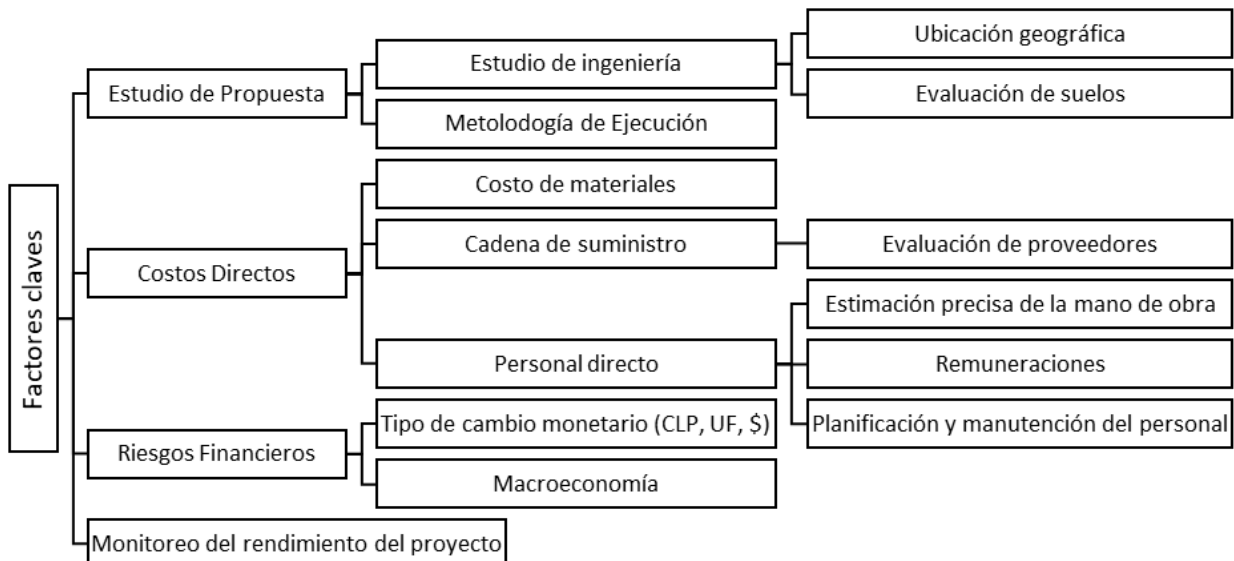 Factores claves
Estudio de Propuesta
Estudio de ingeniería
Ubicación geográfica
Evaluación de suelos
Metolodogía de Ejecución
Costos Directos
Costo de materiales
Cadena de suministro
Evaluación de proveedores
Personal directo
Estimación precisa de la mano de obra
Remuneraciones
Planificación y manutención del personal
Riesgos Financieros
Tipo de cambio monetario (CLP, UF, $)
Macroeconomía
Monitoreo del rendimiento del proyecto